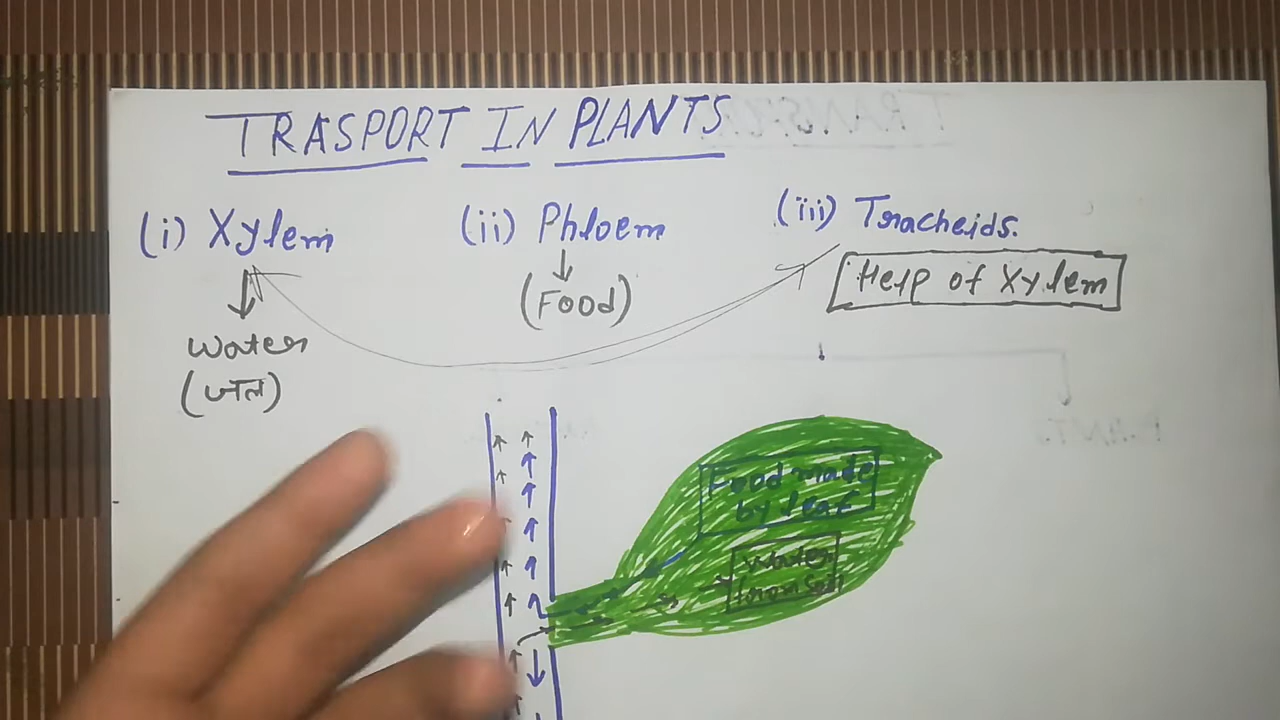 TRASPORT IN PLANTS
(i) Xylem
(ii) Phloem
(iii) Tracheids.
(Food)
Help of Xylem
Water
(जल)
Food made
by leaf
Water
from Soil